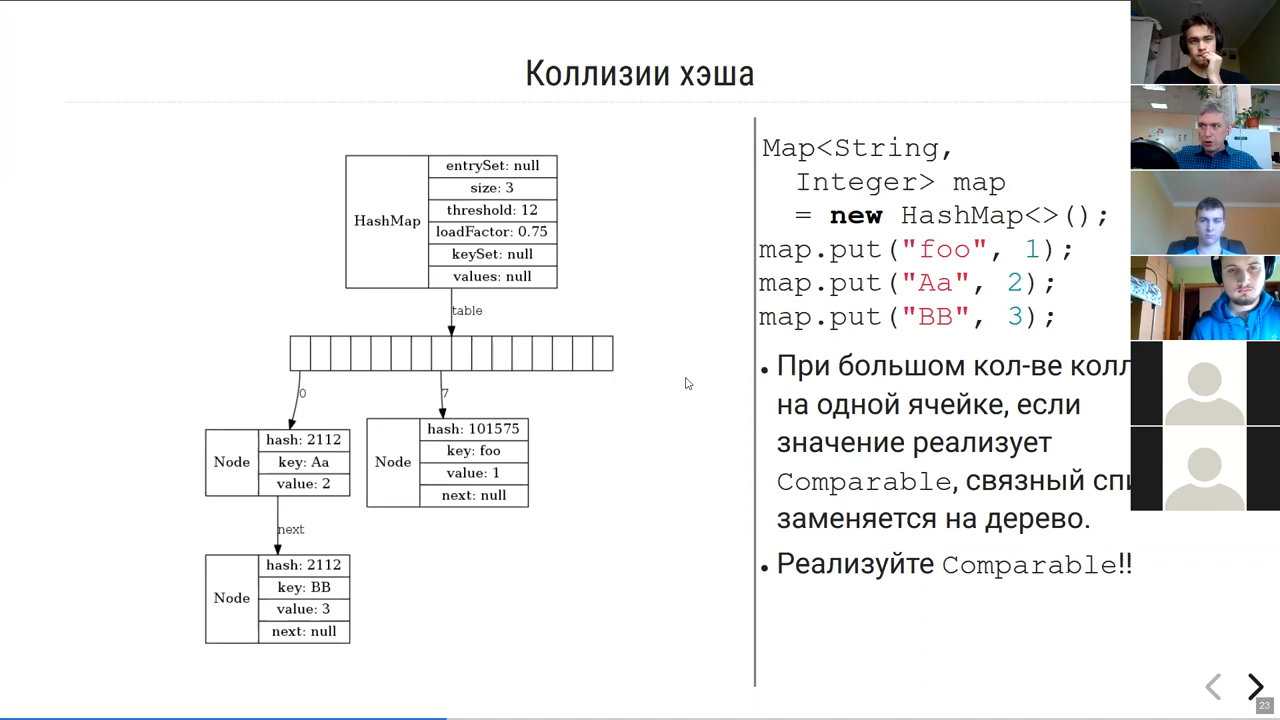 Коллизии хэша
HashMap
entrySet: null
size: 3
threshold: 12
loadFactor: 0.75
keySet: null
values: null
table
0
7
Node
hash: 2112
key: Aa
value: 2
Node
hash: 101575
key: foo
value: 1
next: null
next
Node
hash: 2112
key: BB
value: 3
next: null
Map<String,
Integer> map
= new HashMap<>();
map.put("foo", 1);
map.put("Aa", 2);
map.put("BB", 3);
• При большом кол-ве колл
на одной ячейке, если
значение реализует
Comparable, связный спи
заменяется на дерево.
• Реализуйте Comparable!!
23